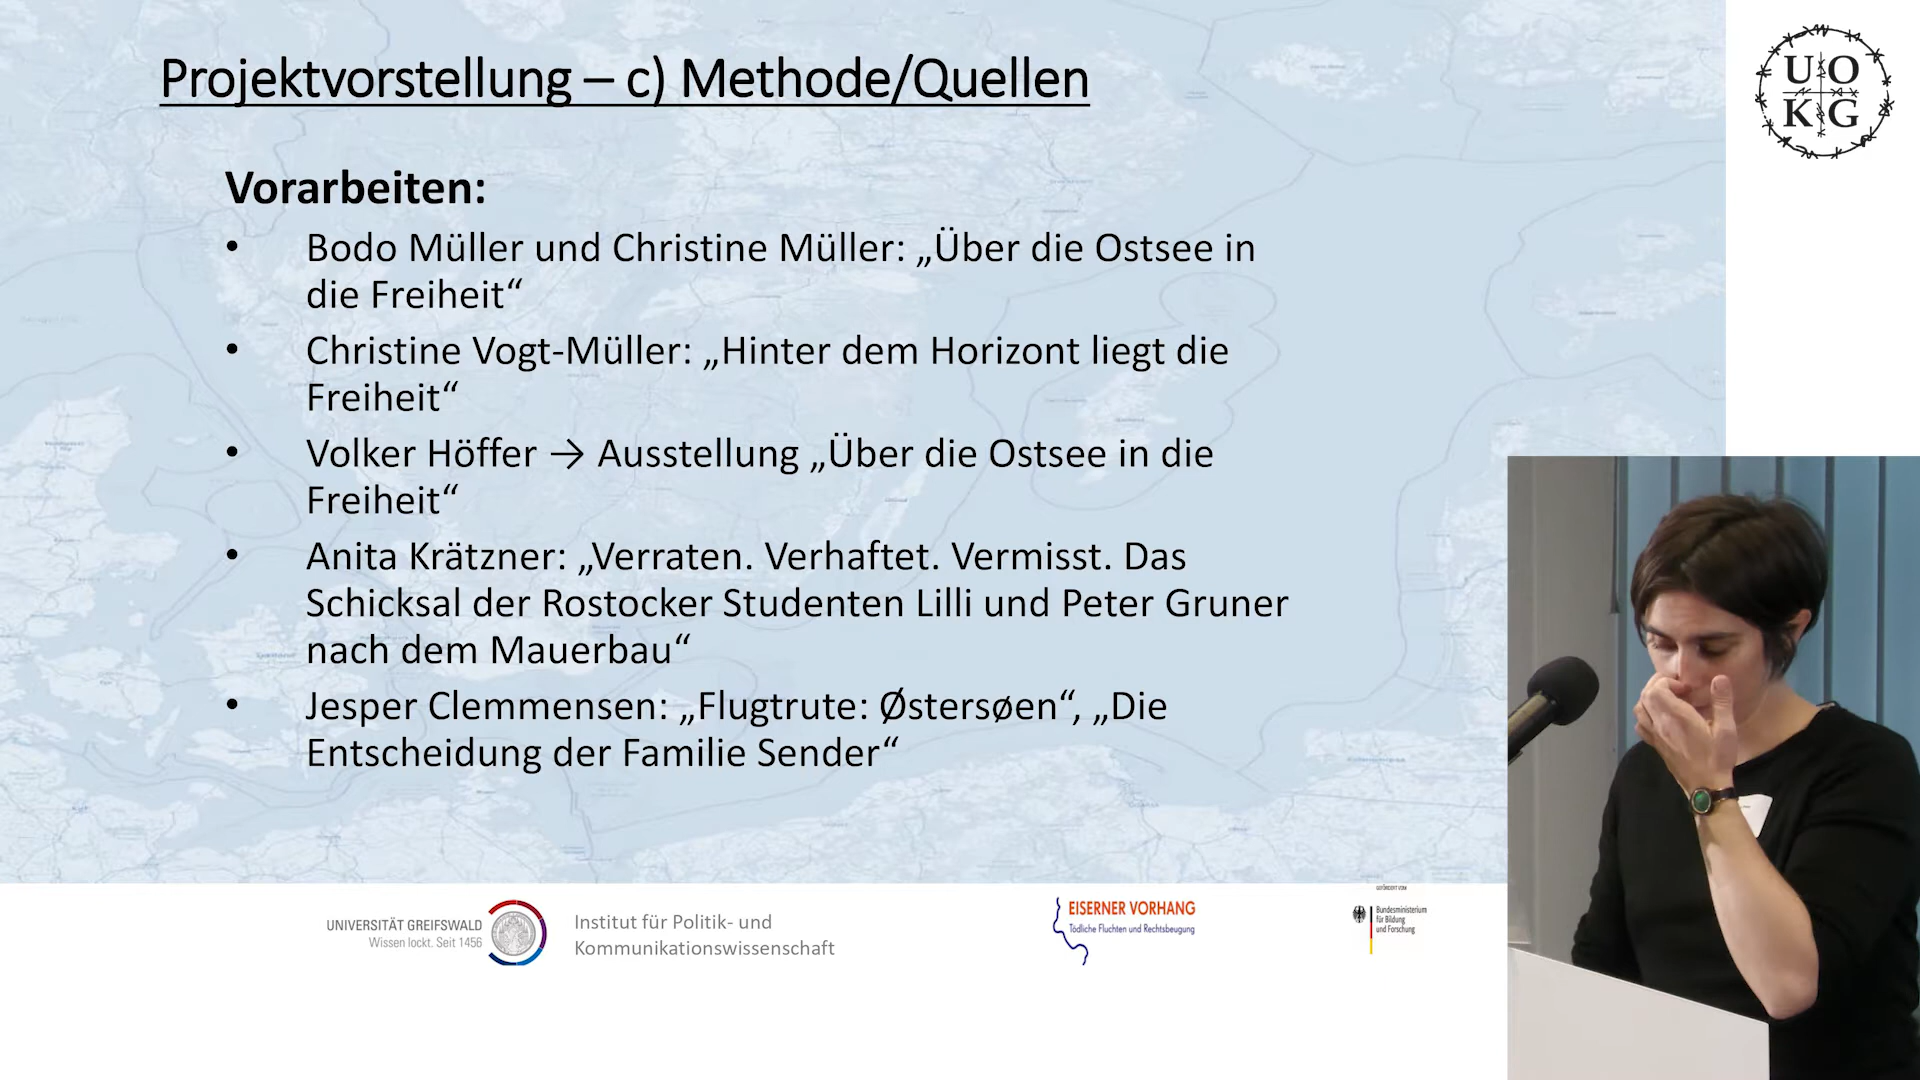 Projektvorstellung – c) Methode/Quellen
U O
K G
Vorarbeiten:
• Bodo Müller und Christine Müller: „Über die Ostsee in
die Freiheit“
• Christine Vogt-Müller: „Hinter dem Horizont liegt die
Freiheit“
• Volker Höffer → Ausstellung „Über die Ostsee in die
Freiheit“
• Anita Krätzner: „Verraten. Verhaftet. Vermisst. Das
Schicksal der Rostocker Studenten Lilli und Peter Gruner
nach dem Mauerbau“
• Jesper Clemmensen: „Flugtrute: Østersøen“, „Die
Entscheidung der Familie Sender“
UNIVERSITÄT GREIFSWALD
Wissen lockt. Seit 1456
Institut für Politik- und
Kommunikationswissenschaft
EISERNER VORHANG
Tödliche Fluchten und Rechtsbeugung
GEFÖRDERT VOM
Bundesministerium
für Bildung
und Forschung